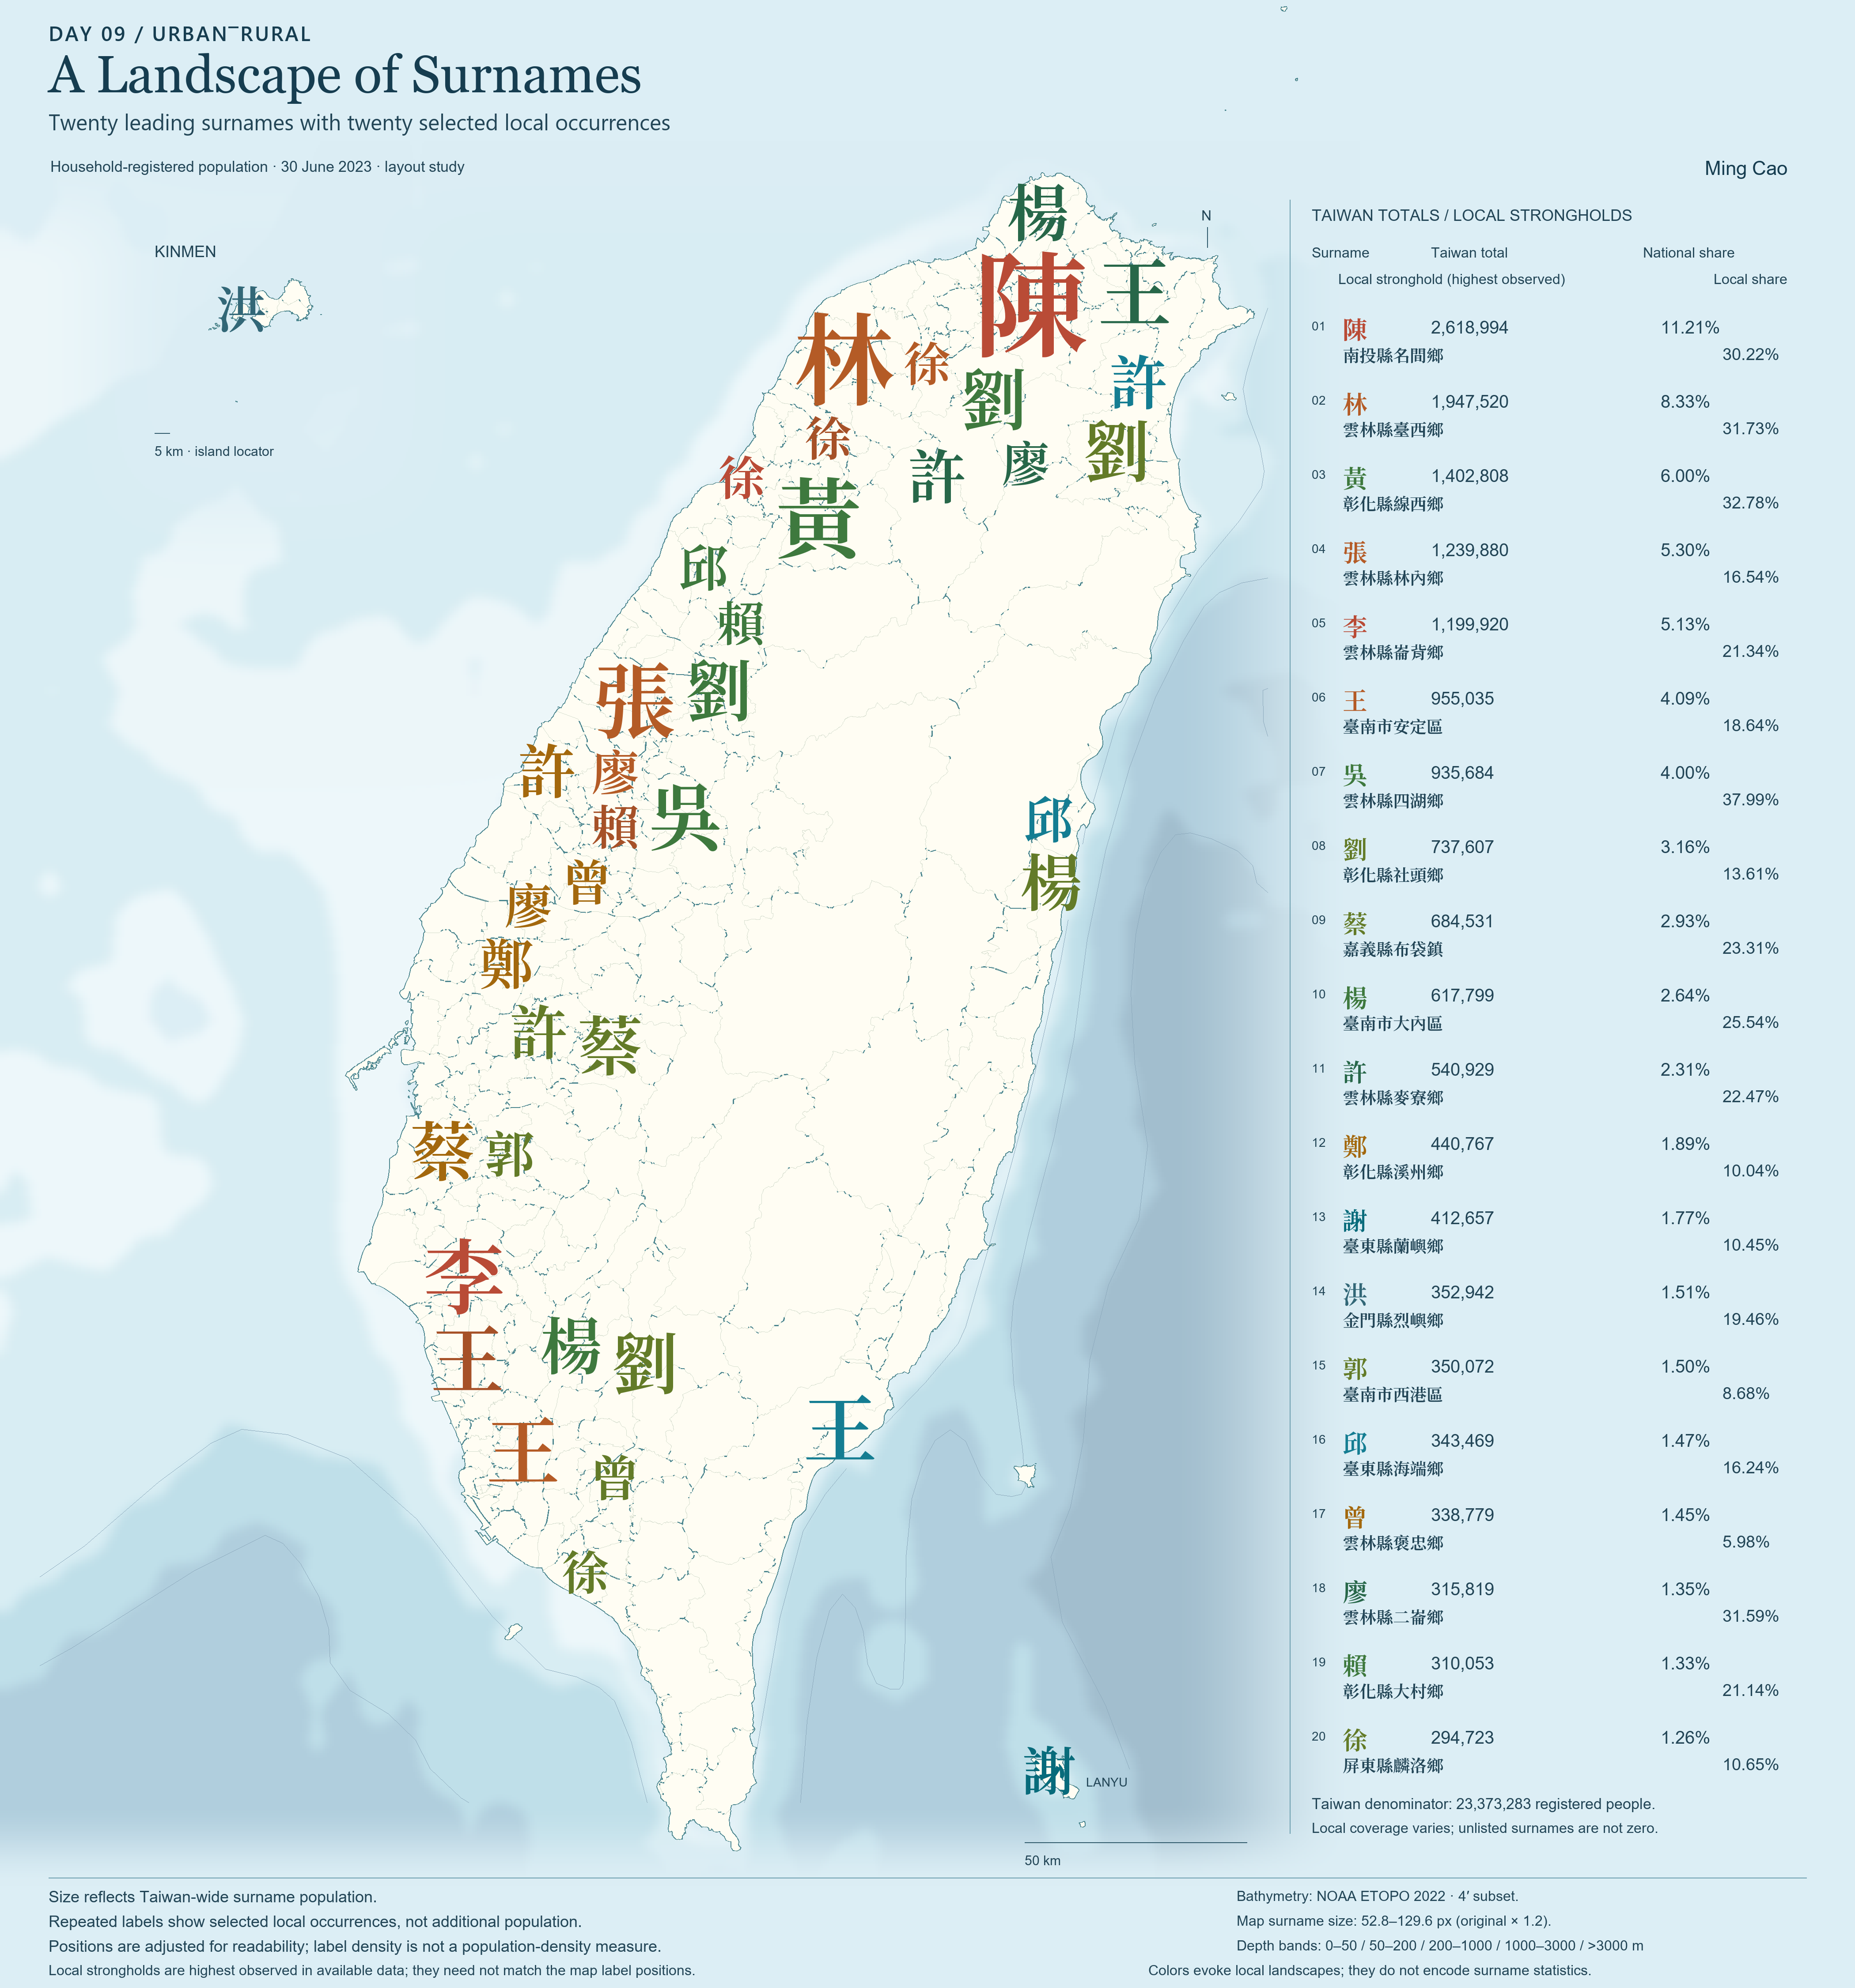 DAY 09 / URBAN–RURAL
A Landscape of Surnames
Twenty leading surnames with twenty selected local occurrences
Household-registered population · 30 June 2023 · layout study
Ming Cao
KINMEN
洪
5 km · island locator
N
楊
陳
王
林
徐
許
劉
徐
劉
徐
許
廖
黃
邱
賴
張
劉
許
廖
吳
賴
邱
曾
楊
廖
鄭
許
蔡
蔡
郭
李
王
楊
劉
王
王
曾
徐
謝
LANYU
50 km
TAIWAN TOTALS / LOCAL STRONGHOLDS
Surname Taiwan total National share
Local stronghold (highest observed) Local share
01 陳 2,618,994 11.21%
南投縣名間鄉 30.22%
02 林 1,947,520 8.33%
雲林縣臺西鄉 31.73%
03 黃 1,402,808 6.00%
彰化縣線西鄉 32.78%
04 張 1,239,880 5.30%
雲林縣林內鄉 16.54%
05 李 1,199,920 5.13%
雲林縣崙背鄉 21.34%
06 王 955,035 4.09%
臺南市安定區 18.64%
07 吳 935,684 4.00%
雲林縣四湖鄉 37.99%
08 劉 737,607 3.16%
彰化縣社頭鄉 13.61%
09 蔡 684,531 2.93%
嘉義縣布袋鎮 23.31%
10 楊 617,799 2.64%
臺南市大內區 25.54%
11 許 540,929 2.31%
雲林縣麥寮鄉 22.47%
12 鄭 440,767 1.89%
彰化縣溪州鄉 10.04%
13 謝 412,657 1.77%
臺東縣蘭嶼鄉 10.45%
14 洪 352,942 1.51%
金門縣烈嶼鄉 19.46%
15 郭 350,072 1.50%
臺南市西港區 8.68%
16 邱 343,469 1.47%
臺東縣海端鄉 16.24%
17 曾 338,779 1.45%
雲林縣褒忠鄉 5.98%
18 廖 315,819 1.35%
雲林縣二崙鄉 31.59%
19 賴 310,053 1.33%
彰化縣大村鄉 21.14%
20 徐 294,723 1.26%
屏東縣麟洛鄉 10.65%
Taiwan denominator: 23,373,283 registered people.
Local coverage varies; unlisted surnames are not zero.
Size reflects Taiwan-wide surname population.
Repeated labels show selected local occurrences, not additional population.
Positions are adjusted for readability; label density is not a population-density measure.
Local strongholds are highest observed in available data; they need not match the map label positions.
Bathymetry: NOAA ETOPO 2022 · 4′ subset.
Map surname size: 52.8–129.6 px (original × 1.2).
Depth bands: 0–50 / 50–200 / 200–1000 / 1000–3000 / >3000 m
Colors evoke local landscapes; they do not encode surname statistics.